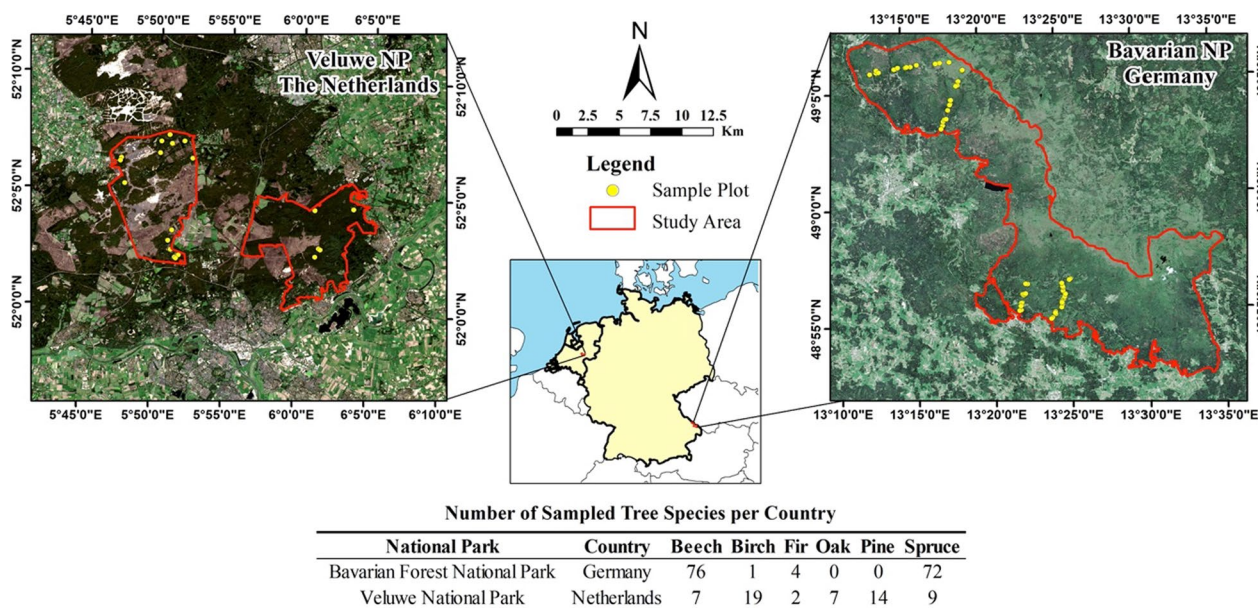 5°45'0"E 5°50'0"E 5°55'0"E 6°0'0"E 6°5'0"E
Veluwe NP
The Netherlands
52°10'0"N
52°5'0"N
52°0'0"N
52°10'0"N
52°5'0"N
52°0'0"N
5°45'0"E 5°50'0"E 5°55'0"E 6°0'0"E 6°5'0"E 6°10'0"E
N
0 2.5 5 7.5 10 12.5
Km
Legend
Sample Plot
Study Area
13°15'0"E 13°20'0"E 13°25'0"E 13°30'0"E 13°35'0"E
Bavarian NP
Germany
49°5'0"N
49°0'0"N
48°55'0"N
13°10'0"E 13°15'0"E 13°20'0"E 13°25'0"E 13°30'0"E 13°35'0"E
Number of Sampled Tree Species per Country
National Park Country Beech Birch Fir Oak Pine Spruce
Bavarian Forest National Park Germany 76 1 4 0 0 72
Veluwe National Park Netherlands 7 19 2 7 14 9